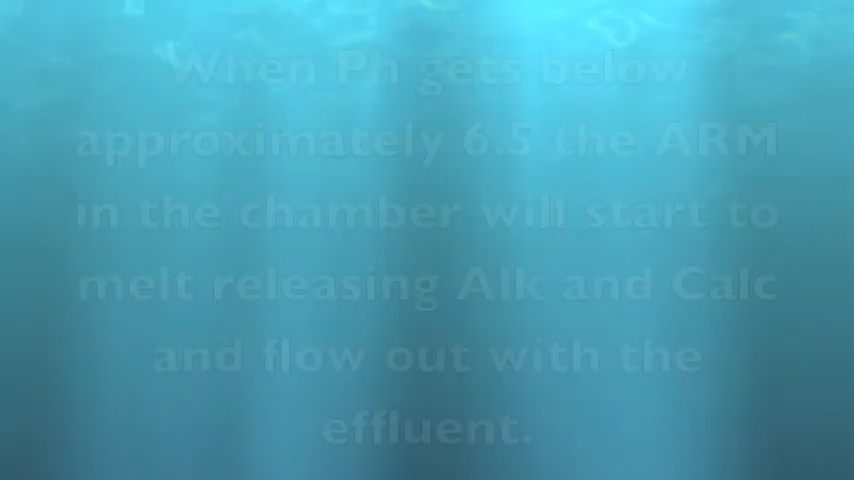 When Ph gets below
approximately 6.5 the ARM
in the chamber will start to
melt releasing Alk and Calc
and flow out with the
effluent.